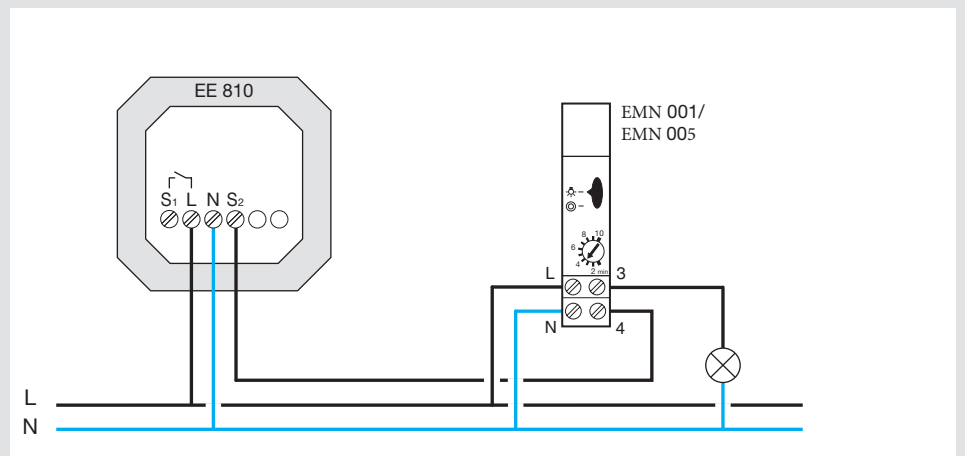 EE 810
S1 L N S2
EMN 001/
EMN 005
8 10
6
4
2 min
L 3
N 4
L
N